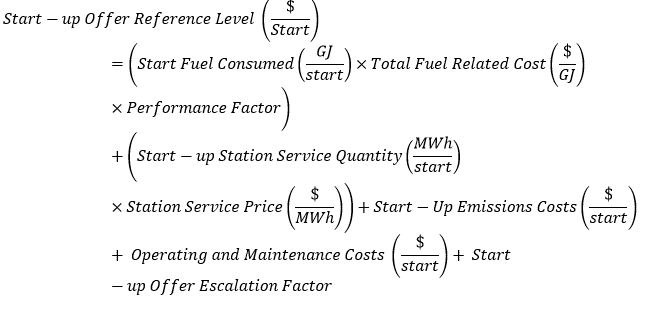 Start – up Offer Reference Level ($/Start)
= (Start Fuel Consumed (GJ/start) × Total Fuel Related Cost ($/GJ)
× Performance Factor)
+ (Start – up Station Service Quantity (MWh/start)
× Station Service Price ($/MWh)) + Start – Up Emissions Costs ($/start)
+ Operating and Maintenance Costs ($/start) + Start
– up Offer Escalation Factor